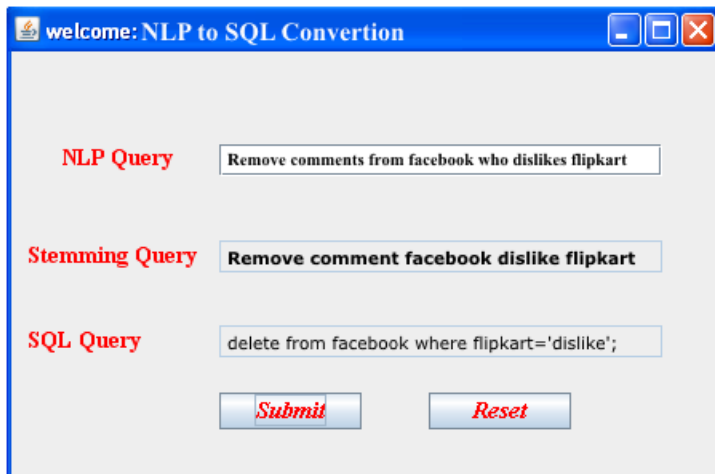 welcome: NLP to SQL Convertion
NLP Query Remove comments from facebook who dislikes flipkart
Stemming Query Remove comment facebook dislike flipkart
SQL Query delete from facebook where flipkart='dislike';
Submit Reset